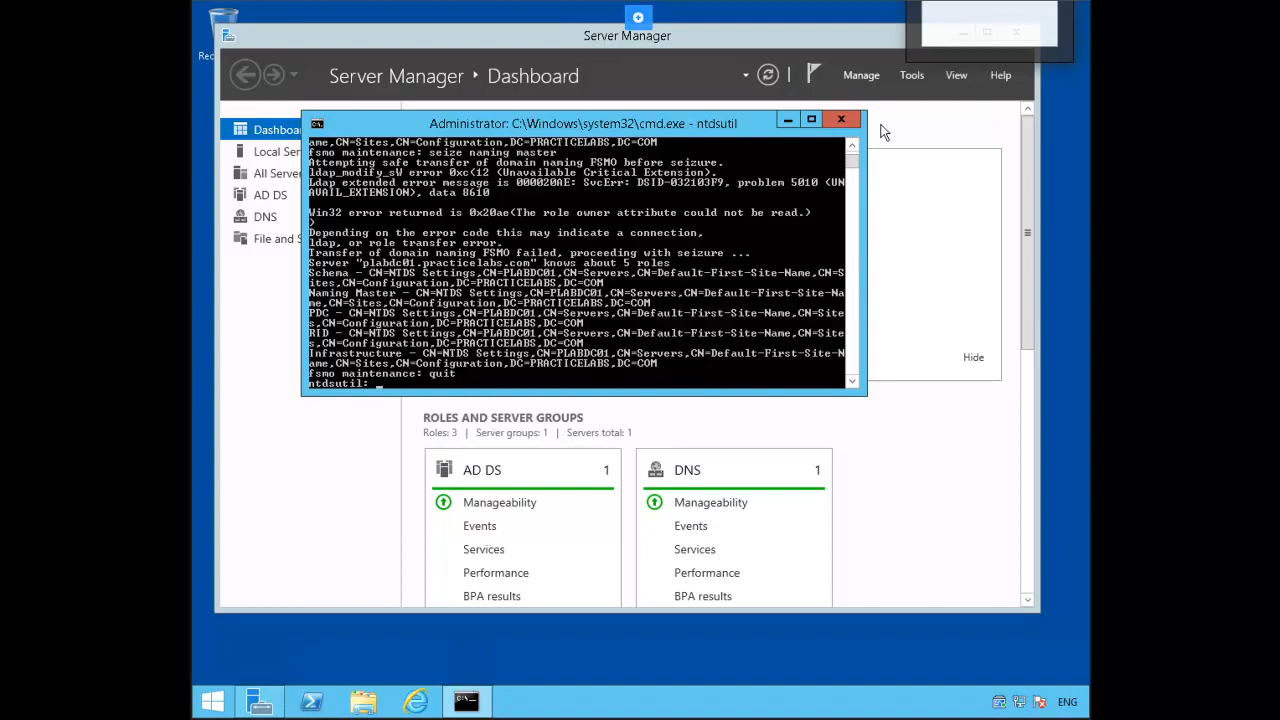 Rec
Server Manager
Server Manager ‣ Dashboard
Manage Tools View Help
Dashboa
Local Ser
All Server
AD DS
DNS
File and S
Administrator: C:\Windows\system32\cmd.exe - ntdsutil
ame,CN=Sites,CN=Configuration,DC=PRACTICELABS,DC=COM
fsmo maintenance: seize naming master
Attempting safe transfer of domain naming FSMO before seizure.
ldap_modify_sW error 0xc<12 (Unavailable Critical Extension).
Ldap extended error message is 000020AE: SvcErr: DSID-032103F9, problem 5010 (UN
AVAIL_EXTENSION), data 8610
Win32 error returned is 0x20ae(The role owner attribute could not be read.)
)
Depending on the error code this may indicate a connection,
ldap, or role transfer error.
Transfer of domain naming FSMO failed, proceeding with seizure ...
Server "plabdc01.practicelabs.com" knows about 5 roles
Schema - CN=NTDS Settings,CN=PLABDC01,CN=Servers,CN=Default-First-Site-Name,CN=S
ites,CN=Configuration,DC=PRACTICELABS,DC=COM
Naming Master - CN=NTDS Settings,CN=PLABDC01,CN=Servers,CN=Default-First-Site-Na
me,CN=Sites,CN=Configuration,DC=PRACTICELABS,DC=COM
PDC - CN=NTDS Settings,CN=PLABDC01,CN=Servers,CN=Default-First-Site-Name,CN=Site
s,CN=Configuration,DC=PRACTICELABS,DC=COM
RID - CN=NTDS Settings,CN=PLABDC01,CN=Servers,CN=Default-First-Site-Name,CN=Site
s,CN=Configuration,DC=PRACTICELABS,DC=COM
Infrastructure - CN=NTDS Settings,CN=PLABDC01,CN=Servers,CN=Default-First-Site-N
ame,CN=Sites,CN=Configuration,DC=PRACTICELABS,DC=COM
fsmo maintenance: quit
ntdsutil: _
Hide
ROLES AND SERVER GROUPS
Roles: 3 | Server groups: 1 | Servers total: 1
AD DS 1
Manageability
Events
Services
Performance
BPA results
DNS 1
Manageability
Events
Services
Performance
BPA results
ENG